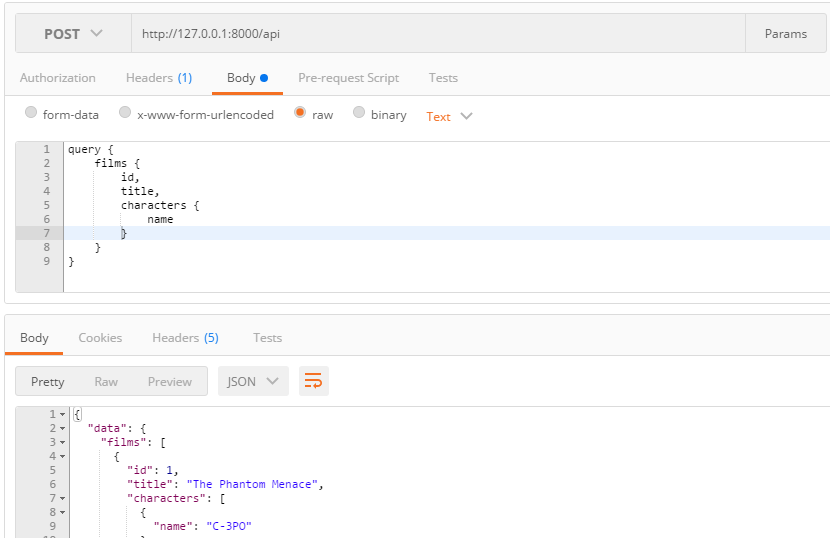 POST http://127.0.0.1:8000/api Params
Authorization Headers (1) Body Pre-request Script Tests
form-data x-www-form-urlencoded raw binary Text
1 query {
2 films {
3 id,
4 title,
5 characters {
6 name
7 }
8 }
9 }
Body Cookies Headers (5) Tests
Pretty Raw Preview JSON
1 {
2 "data": {
3 "films": [
4 {
5 "id": 1,
6 "title": "The Phantom Menace",
7 "characters": [
8 {
9 "name": "C-3PO"